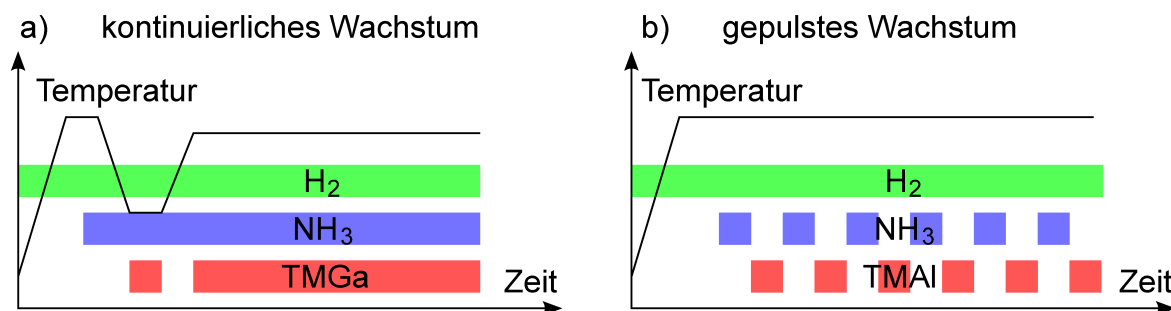 a) kontinuierliches Wachstum
Temperatur
H₂
NH₃
TMGa
Zeit
b) gepulstes Wachstum
Temperatur
H₂
NH₃
TMAl
Zeit